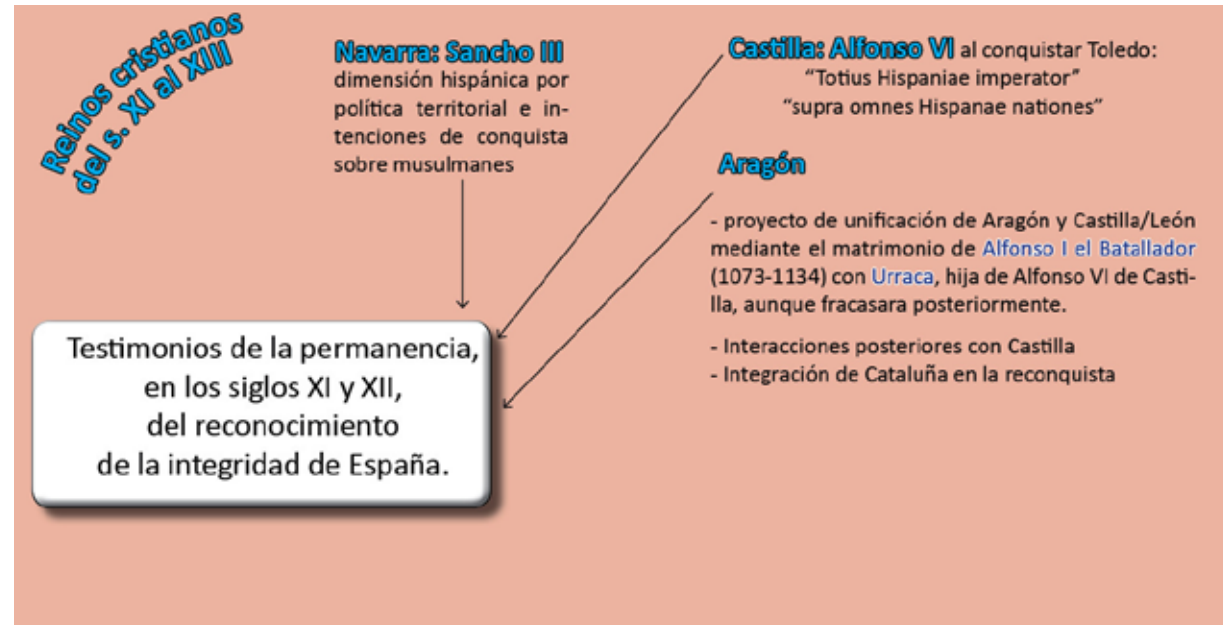 Reinos cristianos
del s. XI al XIII
Navarra: Sancho III
dimensión hispánica por
política territorial e in-
tenciones de conquista
sobre musulmanes
Castilla: Alfonso VI al conquistar Toledo:
“Totius Hispaniae imperator”
“supra omnes Hispanae nationes”
Aragón
- proyecto de unificación de Aragón y Castilla/León
mediante el matrimonio de Alfonso I el Batallador
(1073-1134) con Urraca, hija de Alfonso VI de Casti-
lla, aunque fracasara posteriormente.
- Interacciones posteriores con Castilla
- Integración de Cataluña en la reconquista
Testimonios de la permanencia,
en los siglos XI y XII,
del reconocimiento
de la integridad de España.